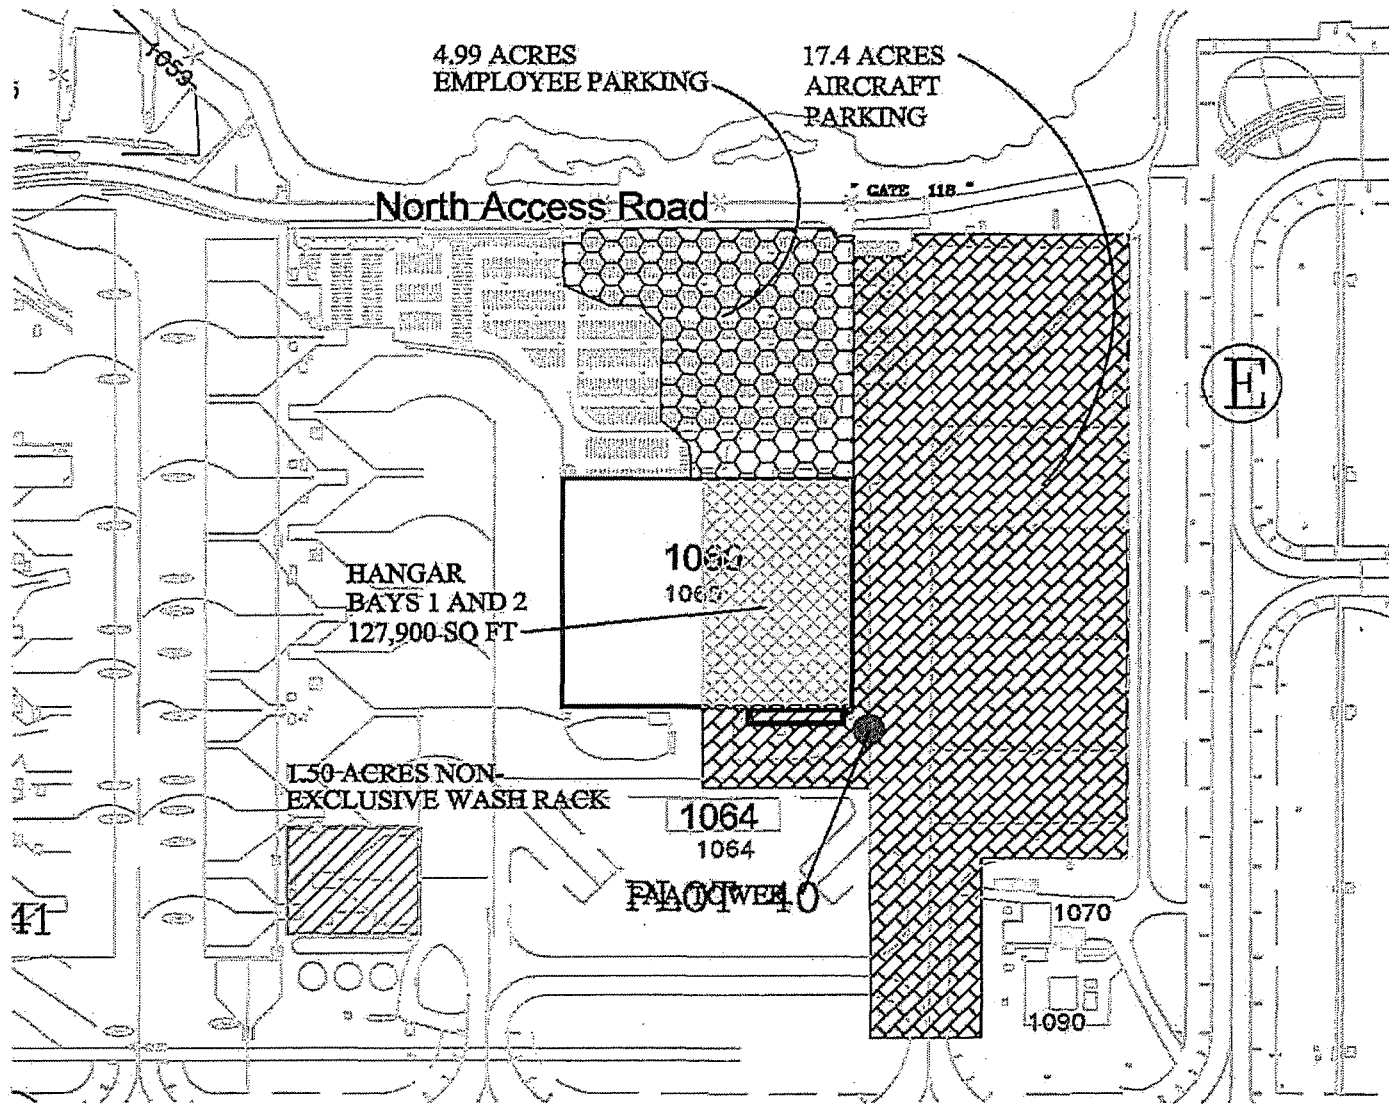 1059
4.99 ACRES
EMPLOYEE PARKING
17.4 ACRES
AIRCRAFT
PARKING
" GATE 118 "
North Access Road
E
HANGAR
BAYS 1 AND 2
127,900 SQ FT
1.50 ACRES NON-
EXCLUSIVE WASH RACK
1064
1064
1070
41
1090